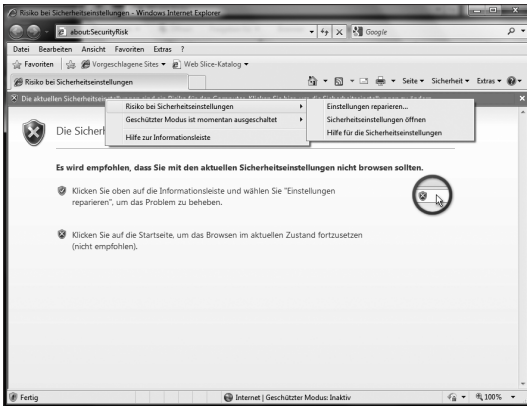 Risiko bei Sicherheitseinstellungen - Windows Internet Explorer
about:SecurityRisk
Google
Datei Bearbeiten Ansicht Favoriten Extras ?
Favoriten Vorgeschlagene Sites Web Slice-Katalog
Risiko bei Sicherheitseinstellungen
Seite Sicherheit Extras
Die aktuellen
Risiko bei Sicherheitseinstellungen
Geschützter Modus ist momentan ausgeschaltet
Hilfe zur Informationsleiste
Einstellungen reparieren...
Sicherheitseinstellungen öffnen
Hilfe für die Sicherheitseinstellungen
Die
Es wird empfohlen, dass Sie mit den aktuellen Sicherheitseinstellungen nicht browsen sollten.
Klicken Sie oben auf die Informationsleiste und wählen Sie "Einstellungen
reparieren", um das Problem zu beheben.
Klicken Sie auf die Startseite, um das Browsen im aktuellen Zustand fortzusetzen
(nicht empfohlen).
Fertig
Internet | Geschützter Modus: Inaktiv
100%